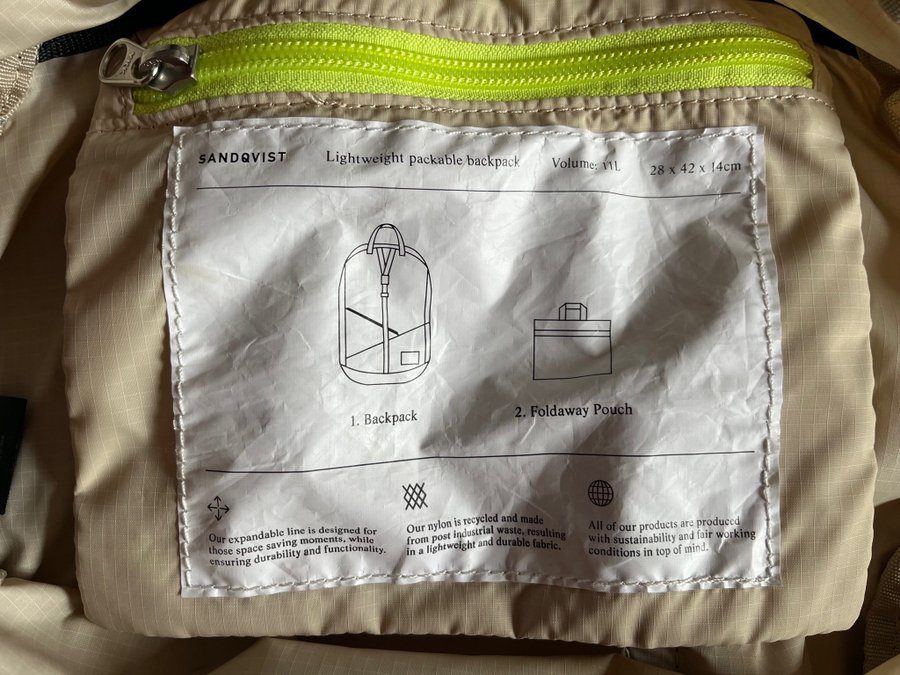 SANDQVIST Lightweight packable backpack Volume: 28 x 42 x 14cm
1. Backpack
2. Foldaway Pouch
Our expandable line is designed for
those space saving moments, while
ensuring durability and functionality.
Our nylon is recycled and made
from post industrial waste, resulting
in a lightweight and durable fabric.
All of our products are produced
with sustainability and fair working
conditions in top of mind.